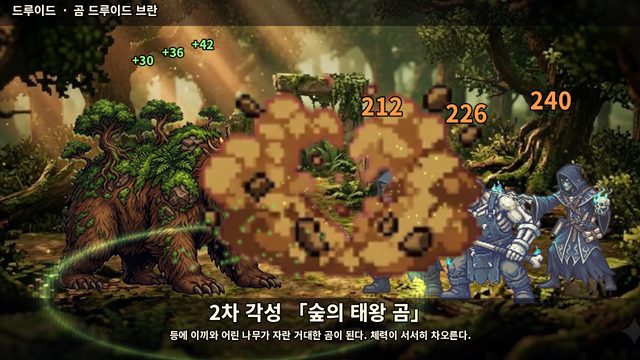 드루이드 · 곰 드루이드 브란
+30
+36
+42
212
226
240
2차 각성 「숲의 태왕 곰」
등에 이끼와 어린 나무가 자란 거대한 곰이 된다. 체력이 서서히 차오른다.